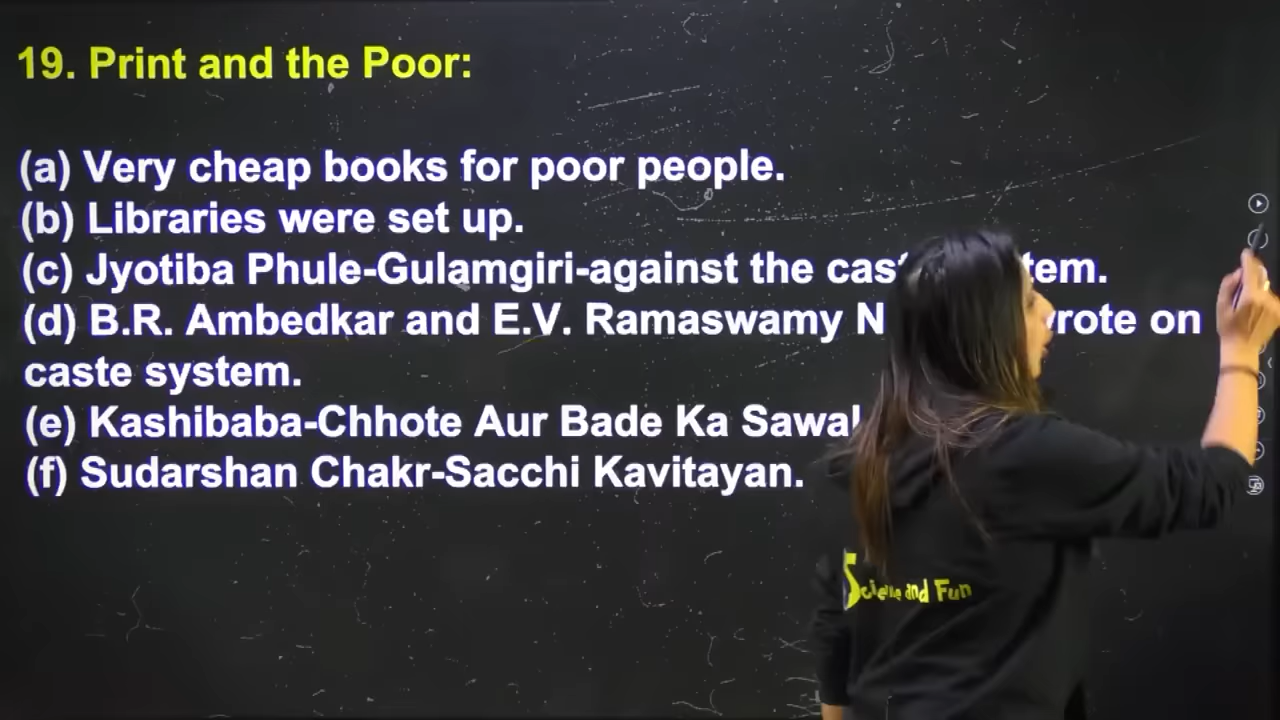 19. Print and the Poor:
(a) Very cheap books for poor people.
(b) Libraries were set up.
(c) Jyotiba Phule-Gulamgiri-against the cas tem.
(d) B.R. Ambedkar and E.V. Ramaswamy N rote on
caste system.
(e) Kashibaba-Chhote Aur Bade Ka Sawal
(f) Sudarshan Chakr-Sacchi Kavitayan.
Science and Fun